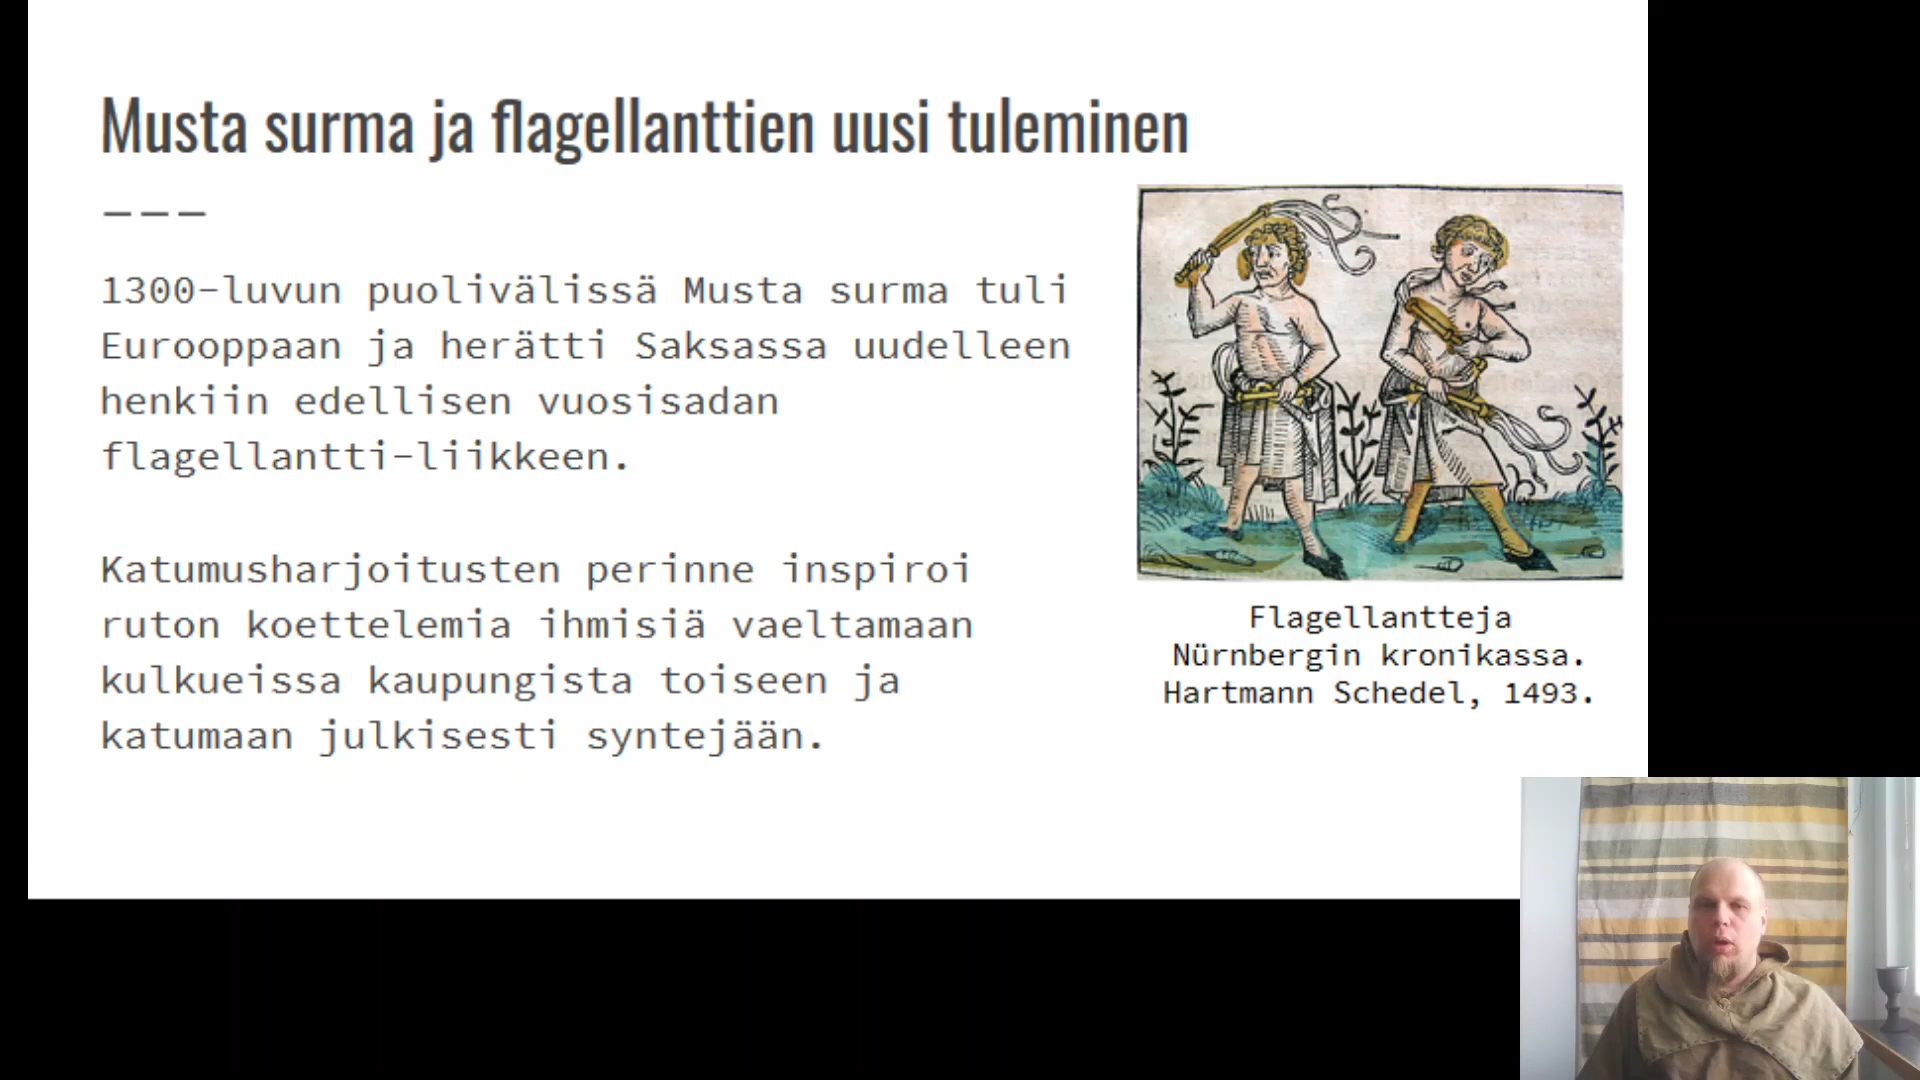 Musta surma ja flagellanttien uusi tuleminen
1300-luvun puolivälissä Musta surma tuli
Eurooppaan ja herätti Saksassa uudelleen
henkiin edellisen vuosisadan
flagellantti-liikkeen.
Katumusharjoitusten perinne inspiroi
ruton koettelemia ihmisiä vaeltamaan
kulkueissa kaupungista toiseen ja
katumaan julkisesti syntejään.
Flagellantteja
Nürnbergin kronikassa.
Hartmann Schedel, 1493.